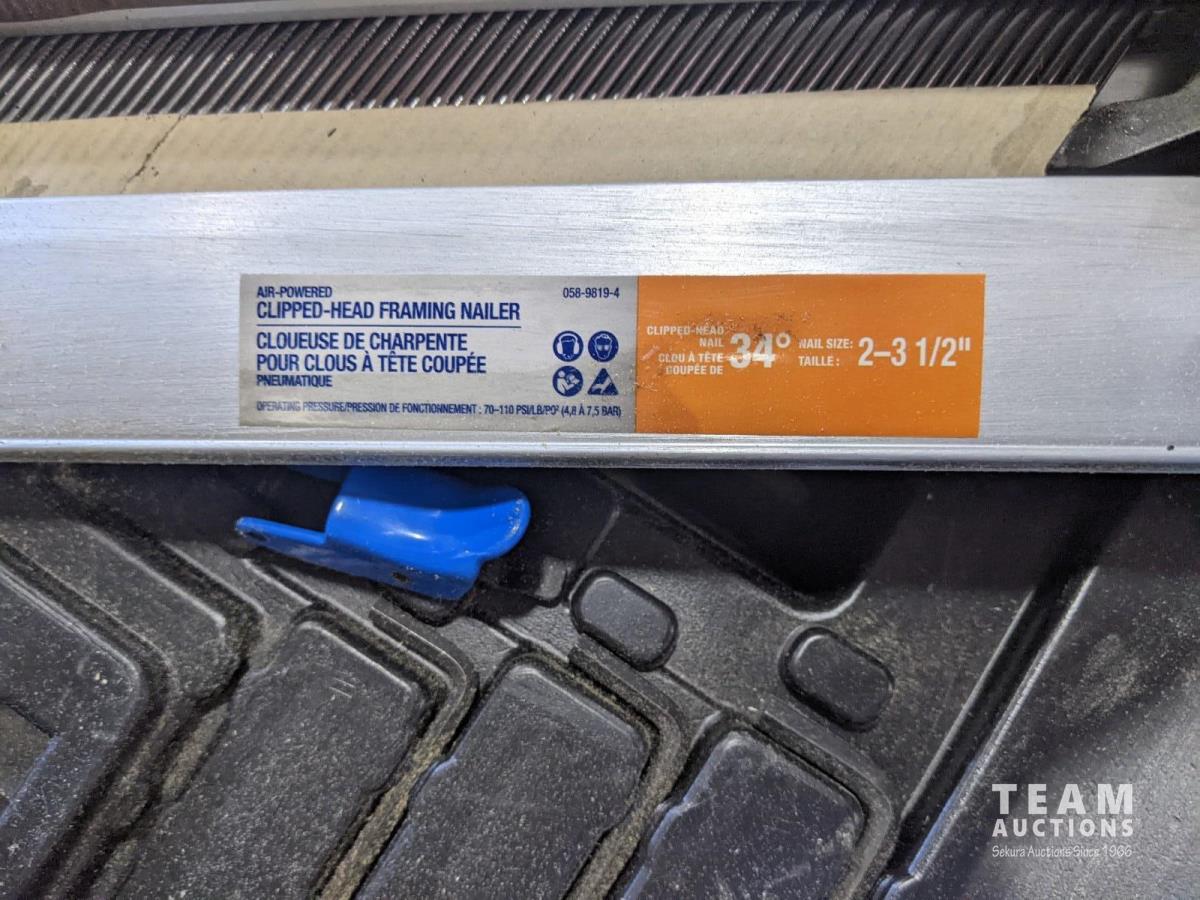 AIR-POWERED
058-9819-4
CLIPPED-HEAD FRAMING NAILER
CLOUEUSE DE CHARPENTE
POUR CLOUS À TÊTE COUPÉE
PNEUMATIQUE
OPERATING PRESSURE/PRESSION DE FONCTIONNEMENT : 70–110 PSI/LB/PO² (4,8 À 7,5 BAR)
CLIPPED-HEAD
NAIL
CLOU À TÊTE
COUPÉE DE
34°
NAIL SIZE:
TAILLE :
2–3 1/2"
TEAM
AUCTIONS
Sekura Auctions Since 1966